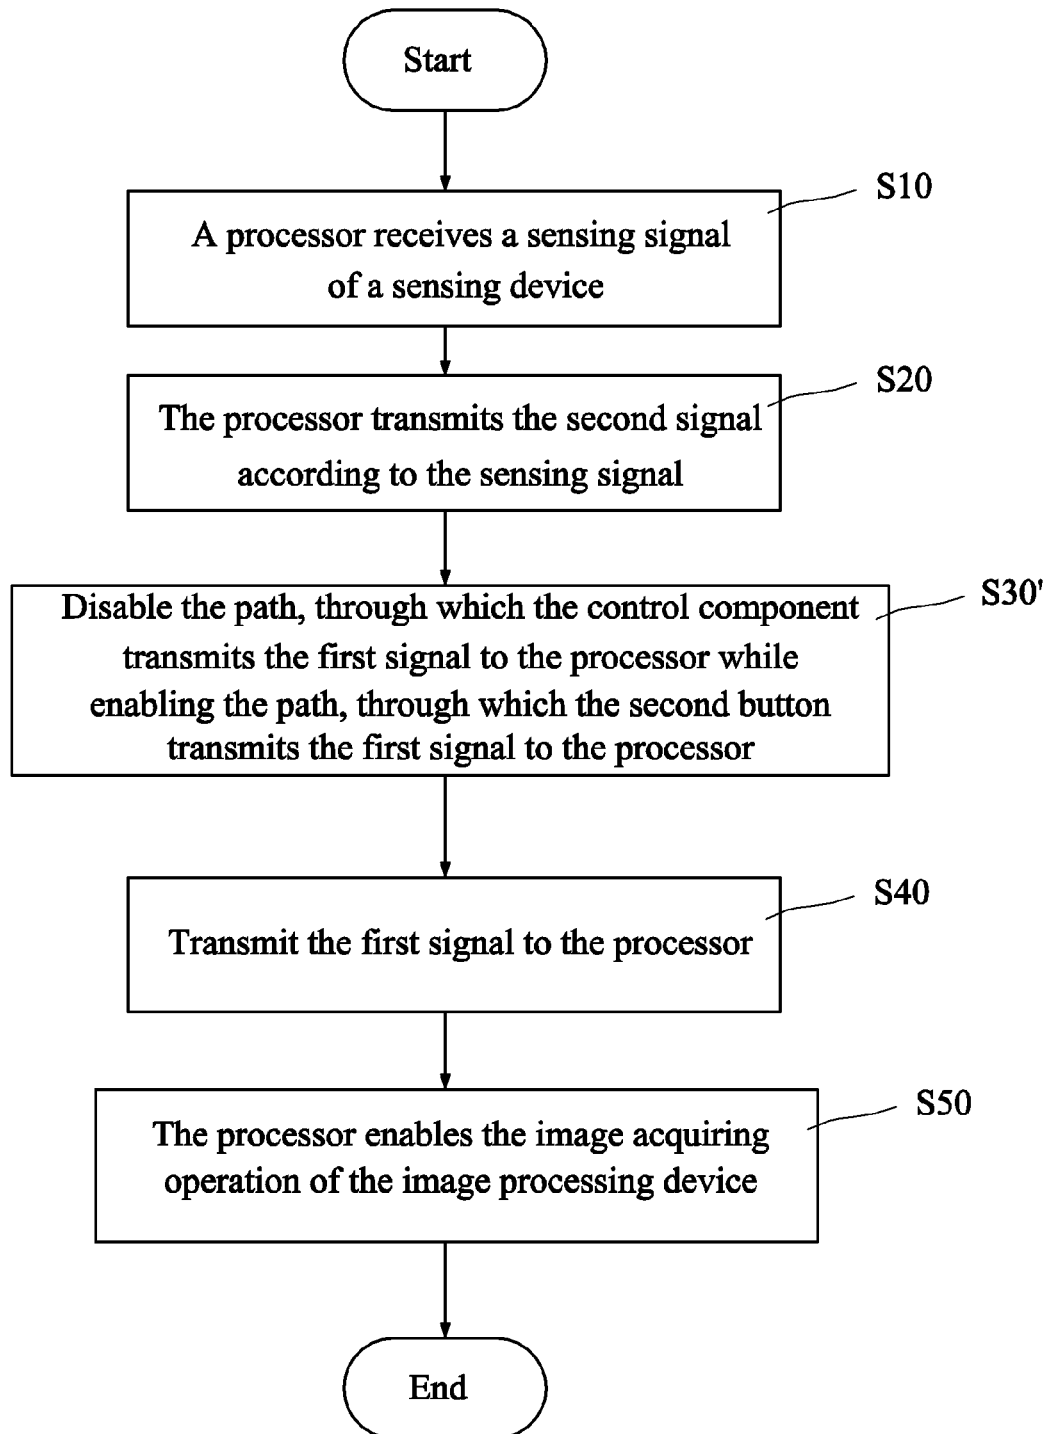 Start
S10
A processor receives a sensing signal
of a sensing device
S20
The processor transmits the second signal
according to the sensing signal
S30'
Disable the path, through which the control component
transmits the first signal to the processor while
enabling the path, through which the second button
transmits the first signal to the processor
S40
Transmit the first signal to the processor
S50
The processor enables the image acquiring
operation of the image processing device
End